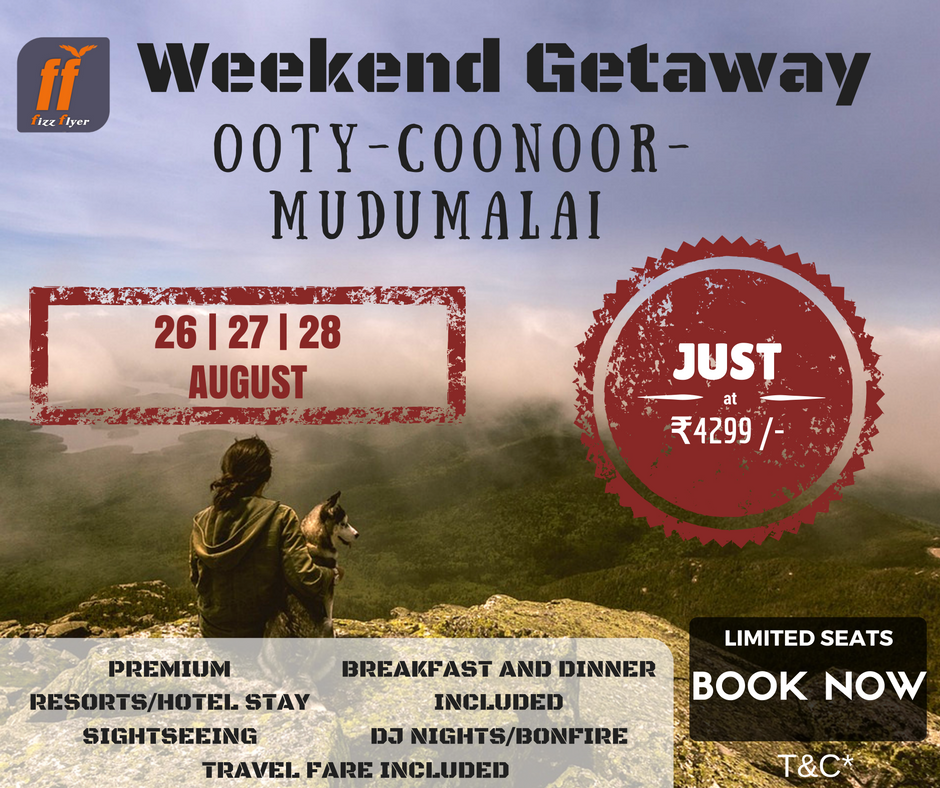 ff
fizz flyer
Weekend Getaway
OOTY-COONOOR-
MUDUMALAI
26 | 27 | 28
AUGUST
JUST
at
₹4299 /-
PREMIUM
RESORTS/HOTEL STAY
SIGHTSEEING
BREAKFAST AND DINNER
INCLUDED
DJ NIGHTS/BONFIRE
TRAVEL FARE INCLUDED
LIMITED SEATS
BOOK NOW
T&C*